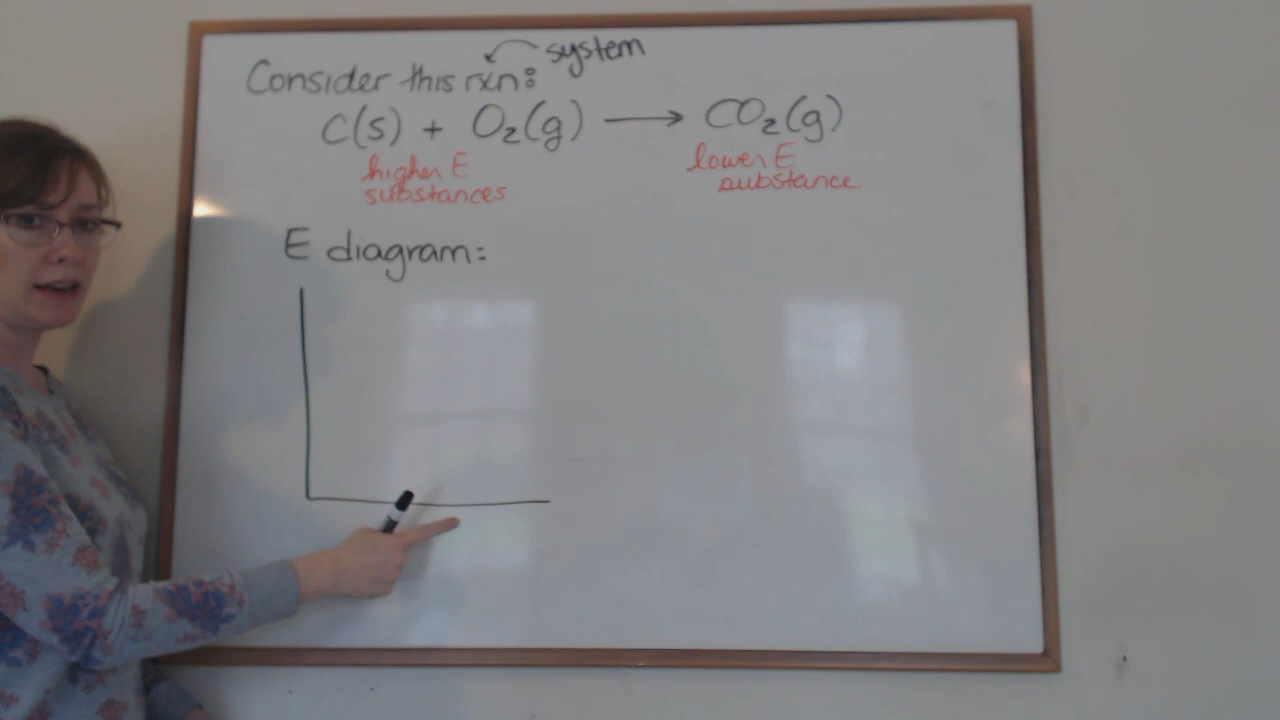 system
Consider this rxn:
C(s) + O₂(g) → CO₂(g)
higher E lower E
substances substance
E diagram: